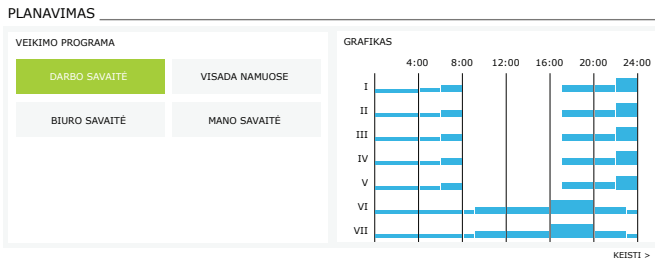 PLANAVIMAS
VEIKIMO PROGRAMA
DARBO SAVAITĖ
VISADA NAMUOSE
BIURO SAVAITĖ
MANO SAVAITĖ
GRAFIKAS
4:00 8:00 12:00 16:00 20:00 24:00
I
II
III
IV
V
VI
VII
KEISTI >